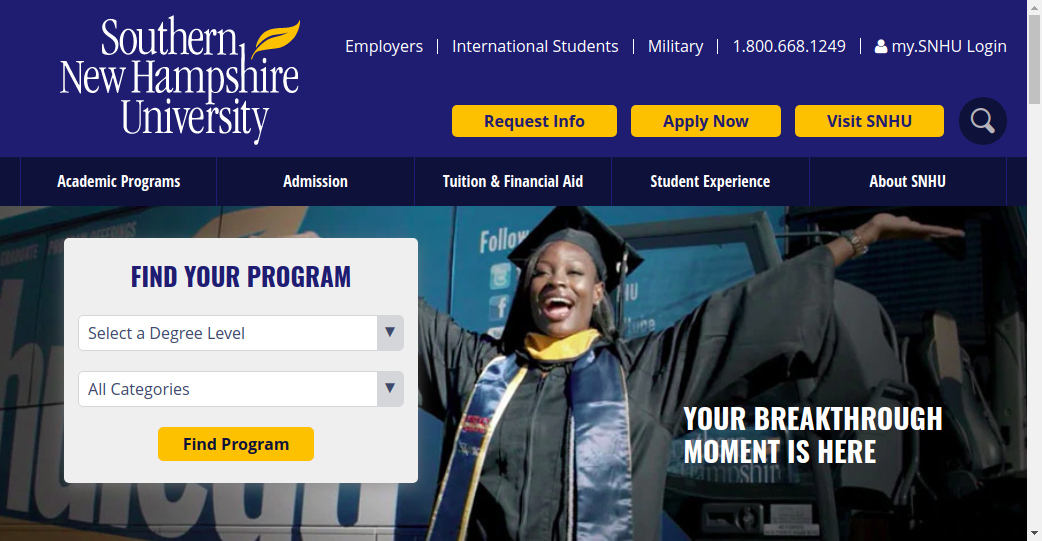 Southern
New Hampshire
University
Employers
International Students
Military
1.800.668.1249
my.SNHU Login
Request Info
Apply Now
Visit SNHU
Academic Programs
Admission
Tuition & Financial Aid
Student Experience
About SNHU
Follow
FIND YOUR PROGRAM
Select a Degree Level
All Categories
Find Program
YOUR BREAKTHROUGH
MOMENT IS HERE